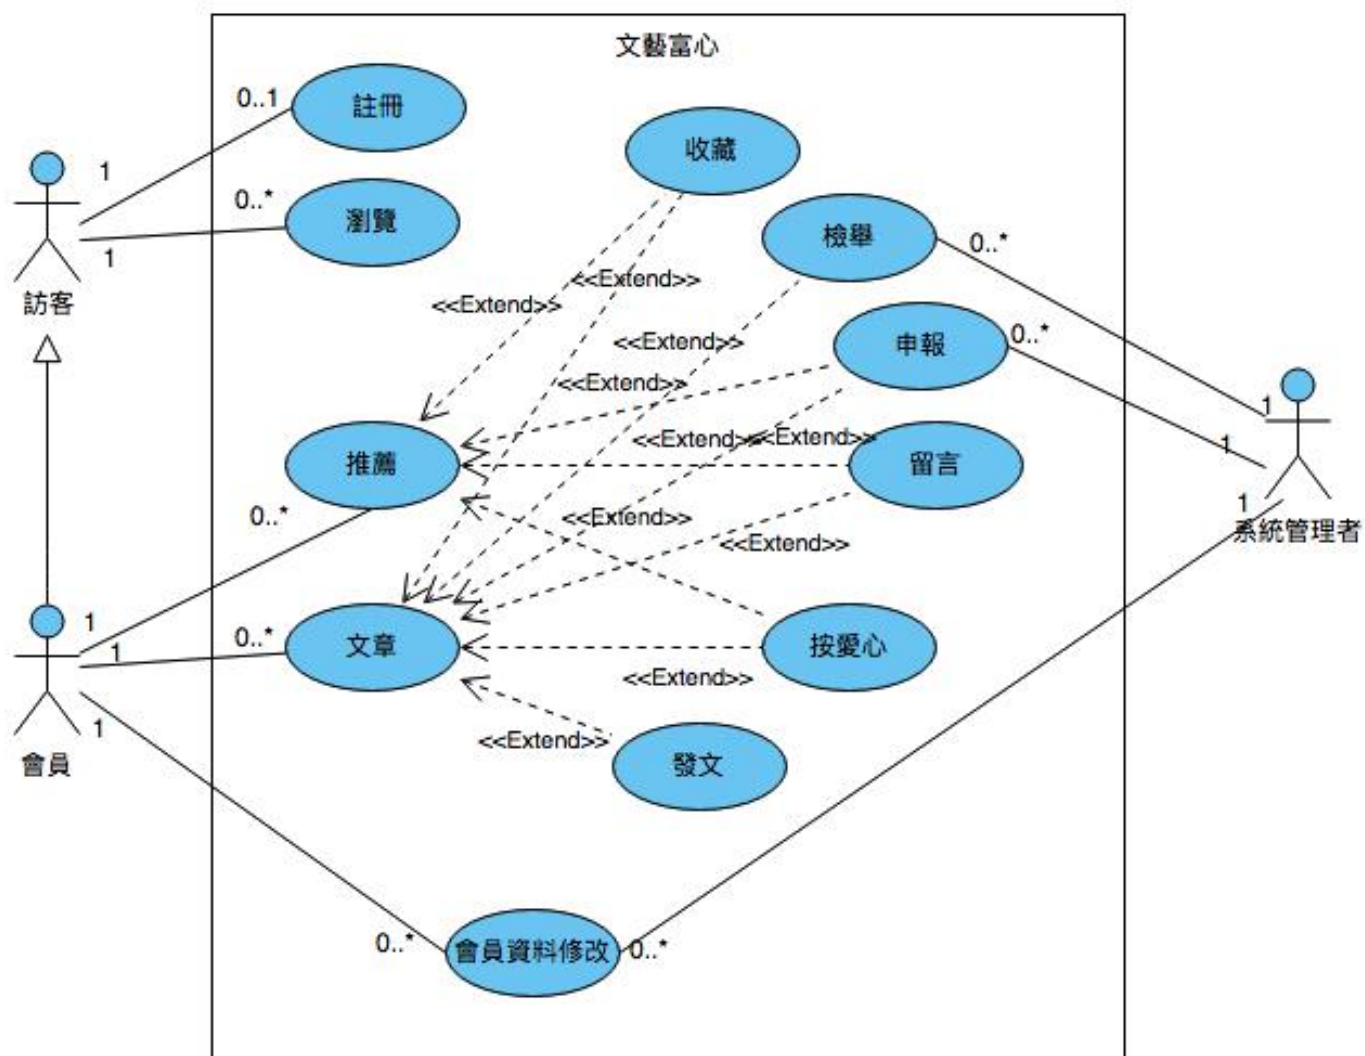 文藝富心
0..1
註冊
收藏
1
0..*
瀏覽
檢舉
0..*
1
<<Extend>>
<<Extend>>
訪客
<<Extend>>
申報
0..*
<<Extend>>
1
<<Extend>>
<<Extend>>
1
推薦
留言
0..*
<<Extend>>
1
系統管理者
<<Extend>>
1
0..*
1
文章
按愛心
<<Extend>>
1
<<Extend>>
會員
發文
0..*
會員資料修改
0..*